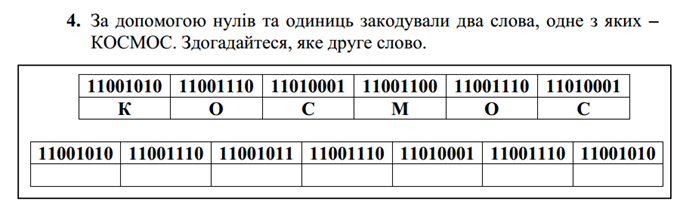 4. За допомогою нулів та одиниць закодували два слова, одне з яких –
КОСМОС. Здогадайтеся, яке друге слово.
11001010 11001110 11010001 11001100 11001110 11010001
К О С М О С
11001010 11001110 11001011 11001110 11010001 11001110 11001010